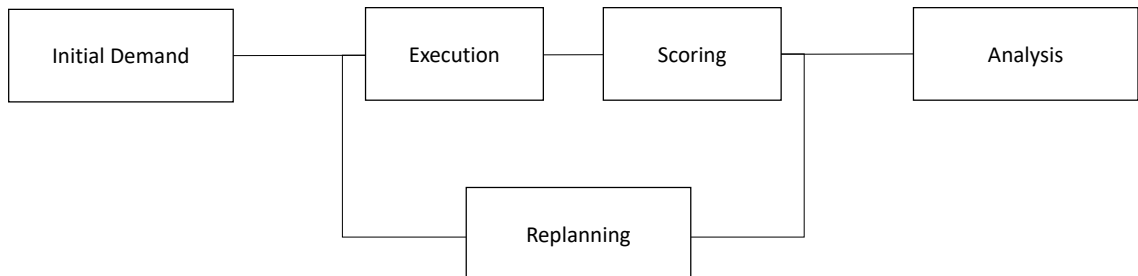 Initial Demand
Execution
Scoring
Analysis
Replanning